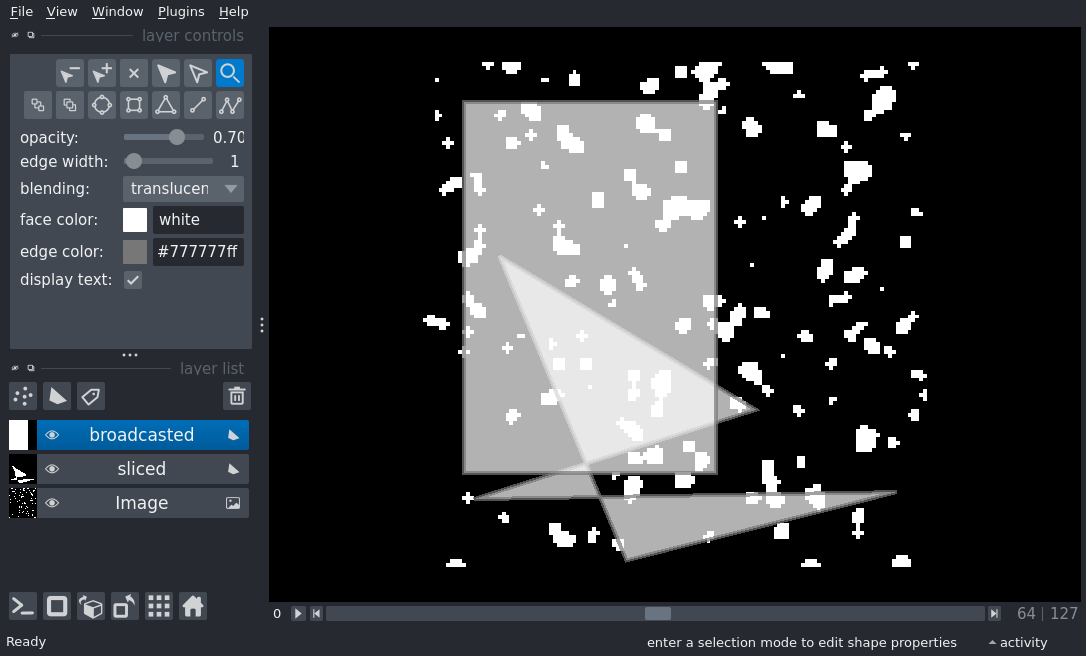 File View Window Plugins Help
layer controls
opacity: 0.70
edge width: 1
blending: translucen
face color: white
edge color: #777777ff
display text:
layer list
broadcasted
sliced
Image
0 64 | 127
Ready enter a selection mode to edit shape properties activity